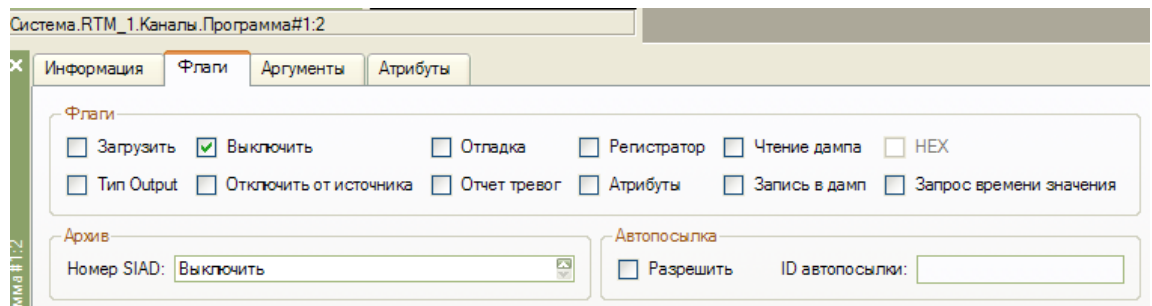 Система.RTM_1.Каналы.Программа#1:2
Информация Флаги Аргументы Атрибуты
Флаги
Загрузить Выключить Отладка Регистратор Чтение дампа HEX
Тип Output Отключить от источника Отчет тревог Атрибуты Запись в дамп Запрос времени значения
Архив Автопосылка
Номер SIAD: Выключить Разрешить ID автопосылки:
мма#1:2